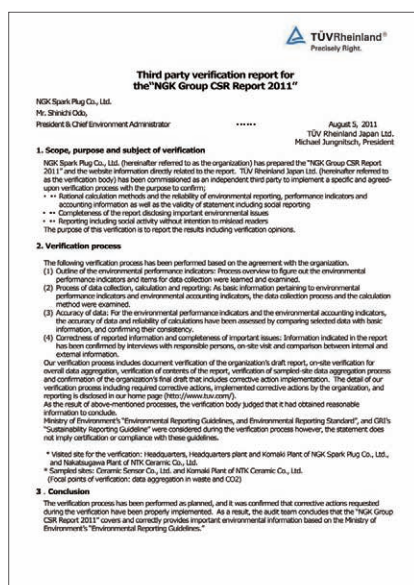 TÜVRheinland®
Precisely Right.
Third party verification report for
the"NGK Group CSR Report 2011"
NGK Spark Plug Co., Ltd.
Mr. Shinichi Odo,
President & Chief Environment Administrator
August 5, 2011
TÜV Rheinland Japan Ltd.
Michael Jungnitsch, President
1. Scope, purpose and subject of verification
NGK Spark Plug Co., Ltd. (hereinafter referred to as the organization) has prepared the "NGK Group CSR Report
2011" and the website information directly related to the report. TÜV Rheinland Japan Ltd. (hereinafter referred to
as the verification body) has been commissioned as an independent third party to implement a specific and agreed-
upon verification process with the purpose to confirm;
Rational calculation methods and the reliability of environmental reporting, performance indicators and
accounting information as well as the validity of statement including social reporting
Completeness of the report disclosing important environmental issues
Reporting including social activity without intention to mislead readers
The purpose of this verification is to report the results including verification opinions.
2. Verification process
The following verification process has been performed based on the agreement with the organization.
(1) Outline of the environmental performance indicators: Process overview to figure out the environmental
performance indicators and items for data collection were learned and examined.
(2) Process of data collection, calculation and reporting: As basic information pertaining to environmental
performance indicators and environmental accounting indicators, the data collection process and the calculation
method were examined.
(3) Accuracy of data: For the environmental performance indicators and the environmental accounting indicators,
the accuracy of data and reliability of calculations have been assessed by comparing selected data with basic
information, and confirming their consistency.
(4) Correctness of reported information and completeness of important issues: Information indicated in the report
has been confirmed by interviews with responsible persons, on-site visit and comparison between internal and
external information.
Our verification process includes document verification of the organization's draft report, on-site verification for
overall data aggregation, verification of contents of the report, verification of sampled-site data aggregation process
and confirmation of the organization's final draft that includes corrective action implementation. The detail of our
verification process including required corrective actions, implemented corrective actions by the organization, and
reporting is disclosed in our home page (http://www.tuv.com/).
As the result of above-mentioned processes, the verification body judged that it had obtained reasonable
information to conclude.
Ministry of Environment's "Environmental Reporting Guidelines, and Environmental Reporting Standard", and GRI's
"Sustainability Reporting Guideline" were considered during the verification process however, the statement does
not imply certification or compliance with these guidelines.
* Visited site for the verification: Headquarters, Headquarters plant and Komaki Plant of NGK Spark Plug Co., Ltd.,
and Nakatsugawa Plant of NTK Ceramic Co., Ltd.
* Sampled sites: Ceramic Sensor Co., Ltd. and Komaki Plant of NTK Ceramic Co., Ltd.
(Focal points of verification: data aggregation in waste and CO2)
3 . Conclusion
The verification process has been performed as planned, and it was confirmed that corrective actions requested
during the verification have been properly implemented. As a result, the audit team concludes that the "NGK Group
CSR Report 2011" covers and correctly provides important environmental information based on the Ministry of
Environment's "Environmental Reporting Guidelines."